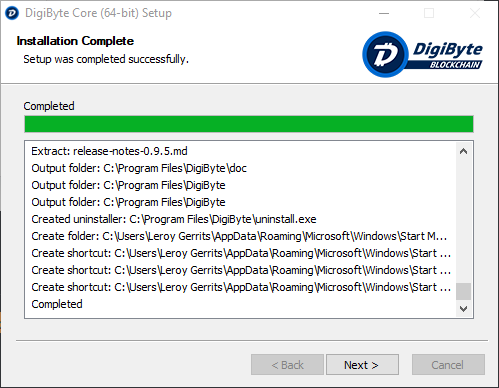 DigiByte Core (64-bit) Setup
Installation Complete
Setup was completed successfully.
DigiByte
BLOCKCHAIN
Completed
Extract: release-notes-0.9.5.md
Output folder: C:\Program Files\DigiByte\doc
Output folder: C:\Program Files\DigiByte
Output folder: C:\Program Files\DigiByte
Created uninstaller: C:\Program Files\DigiByte\uninstall.exe
Create folder: C:\Users\Leroy Gerrits\AppData\Roaming\Microsoft\Windows\Start M...
Create shortcut: C:\Users\Leroy Gerrits\AppData\Roaming\Microsoft\Windows\Start ...
Create shortcut: C:\Users\Leroy Gerrits\AppData\Roaming\Microsoft\Windows\Start ...
Create shortcut: C:\Users\Leroy Gerrits\AppData\Roaming\Microsoft\Windows\Start ...
Completed
< Back Next > Cancel